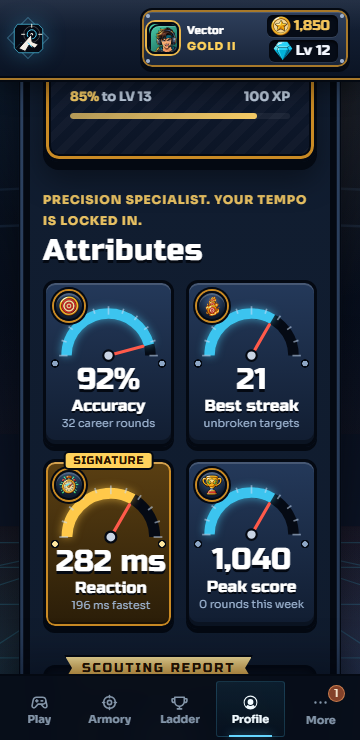 Vector
GOLD II
1,850
Lv 12
85% to LV 13
100 XP
PRECISION SPECIALIST. YOUR TEMPO
IS LOCKED IN.
Attributes
92%
Accuracy
32 career rounds
21
Best streak
unbroken targets
SIGNATURE
282 ms
Reaction
196 ms fastest
1,040
Peak score
0 rounds this week
SCOUTING REPORT
Play
Armory
Ladder
Profile
1
More